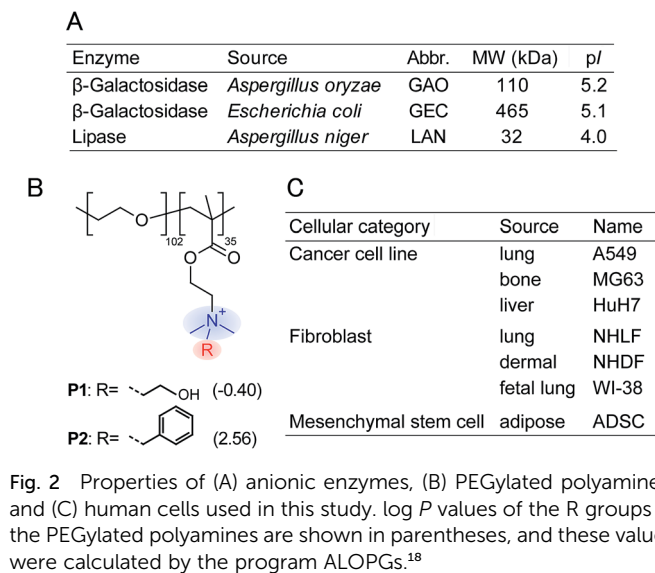 A
Enzyme Source Abbr. MW (kDa) pI
β-Galactosidase Aspergillus oryzae GAO 110 5.2
β-Galactosidase Escherichia coli GEC 465 5.1
Lipase Aspergillus niger LAN 32 4.0
B
O
102
35
O
O
N+
R
P1: R= OH (-0.40)
P2: R= (2.56)
C
Cellular category Source Name
Cancer cell line lung A549
bone MG63
liver HuH7
Fibroblast lung NHLF
dermal NHDF
fetal lung WI-38
Mesenchymal stem cell adipose ADSC
Fig. 2 Properties of (A) anionic enzymes, (B) PEGylated polyamine
and (C) human cells used in this study. log P values of the R groups
the PEGylated polyamines are shown in parentheses, and these valu
were calculated by the program ALOPGs.18